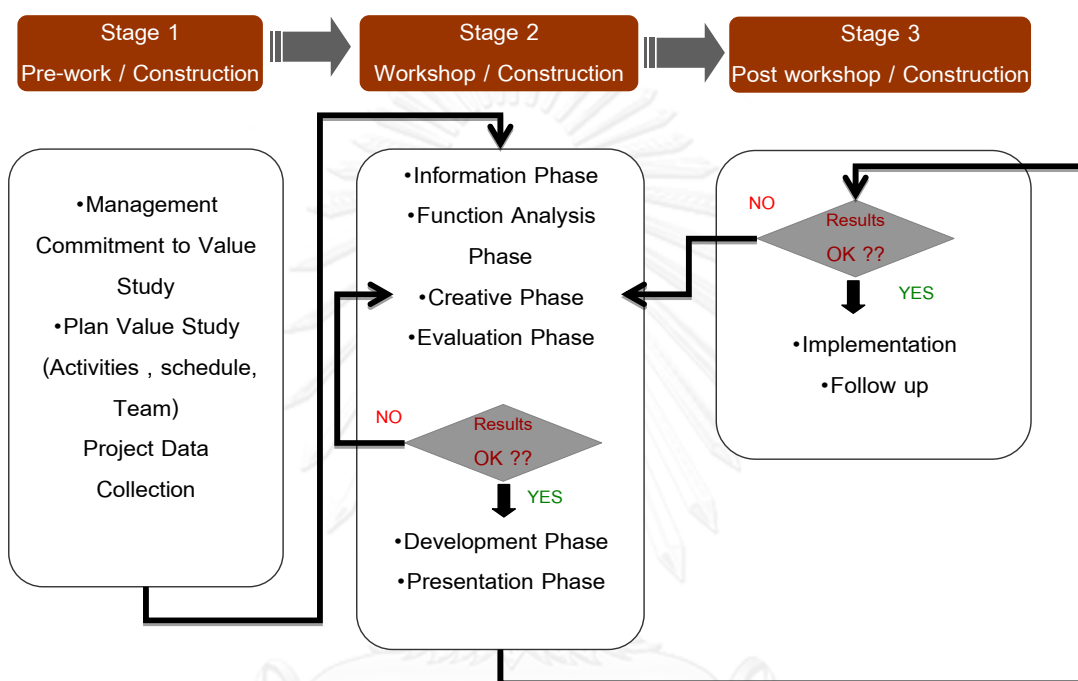 Stage 1
Pre-work / Construction
Stage 2
Workshop / Construction
Stage 3
Post workshop / Construction
•Management
Commitment to Value
Study
•Plan Value Study
(Activities , schedule,
Team)
Project Data
Collection
•Information Phase
•Function Analysis
Phase
•Creative Phase
•Evaluation Phase
NO
Results
OK ??
YES
•Development Phase
•Presentation Phase
NO
Results
OK ??
YES
•Implementation
•Follow up